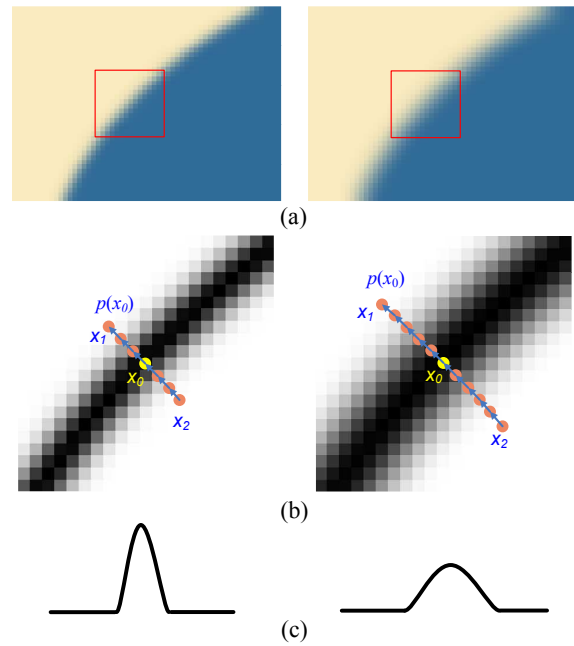 (a)
p(x₀)
x₁
x₀
x₂
p(x₀)
x₁
x₀
x₂
(b)
(c)